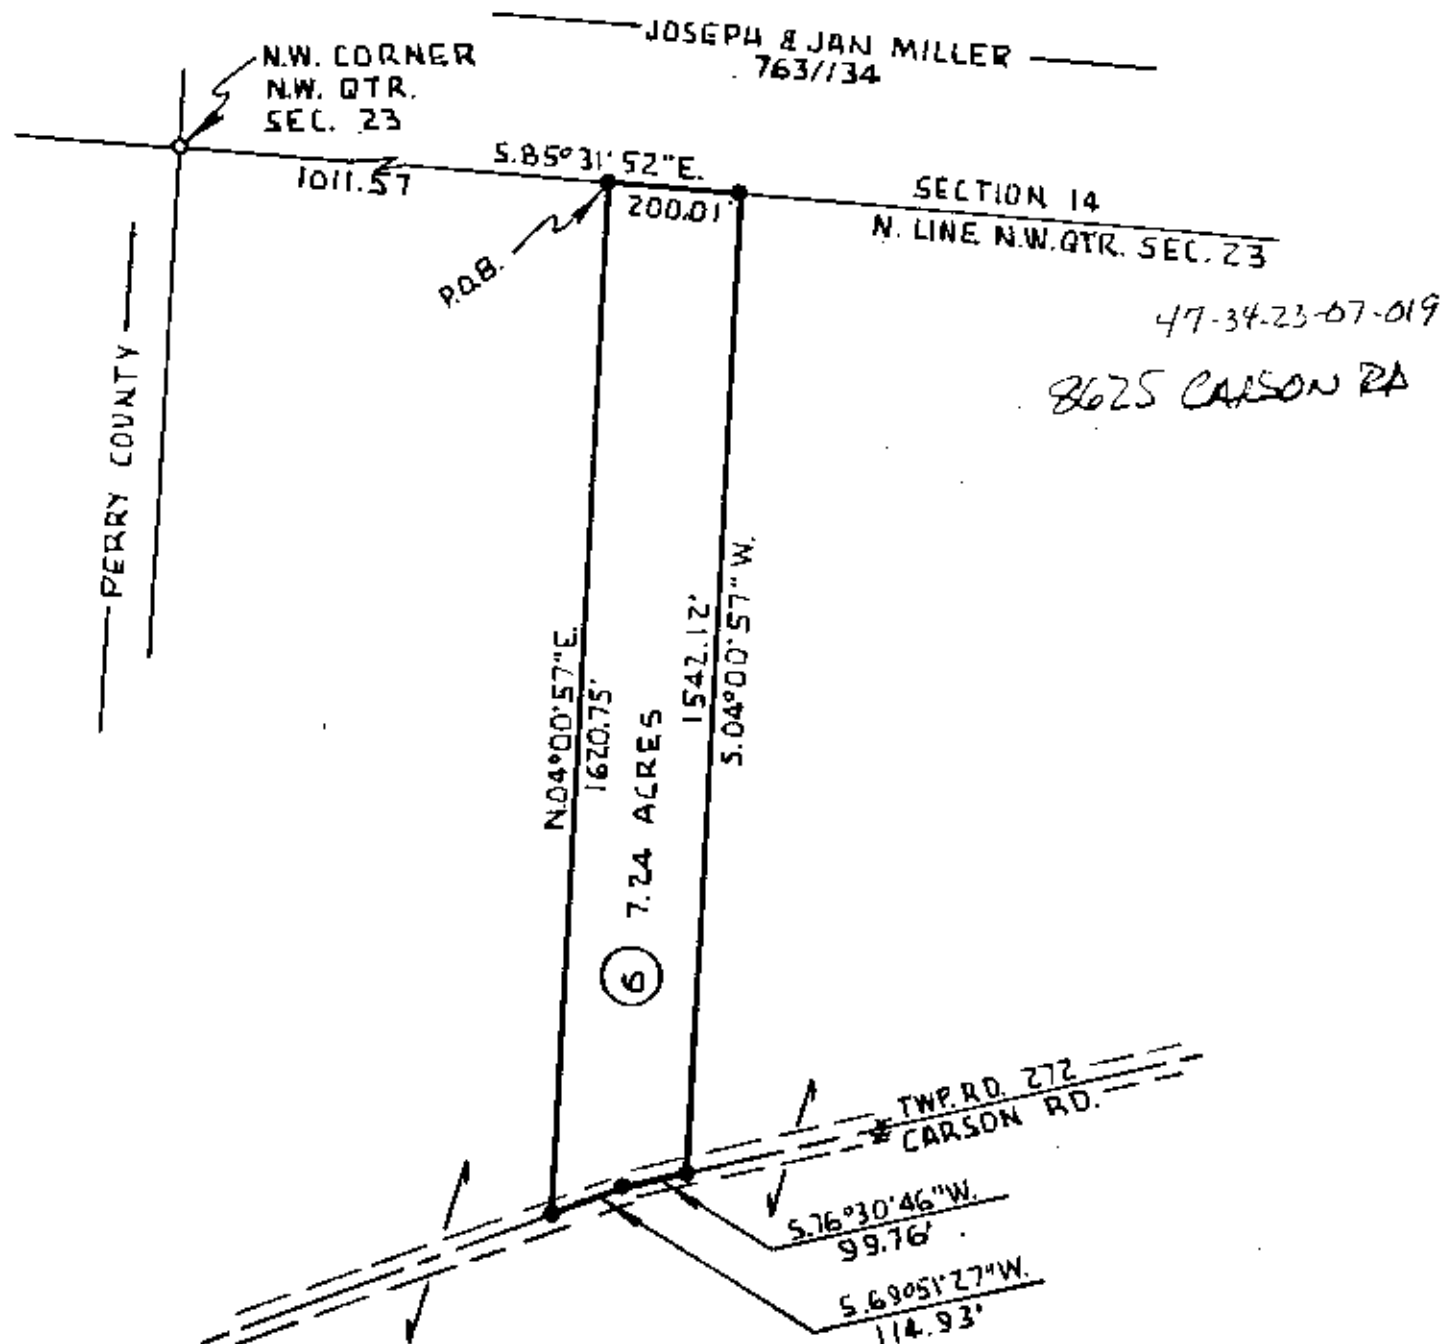 JOSEPH & JAN MILLER
763/134
N.W. CORNER
N.W. QTR.
SEC. 23
S.85°31'52"E.
1011.57
200.01'
SECTION 14
N. LINE N.W. QTR. SEC. 23
P.O.B.
47-34-23-07-019
8625 CARSON RD
PERRY COUNTY
N.04°00'57"E.
1620.75'
7.24 ACRES
6
1542.12'
S.04°00'57"W.
TWP. RD. 272
CARSON RD.
S.76°30'46"W.
99.76'
S.69°51'27"W.
114.93'